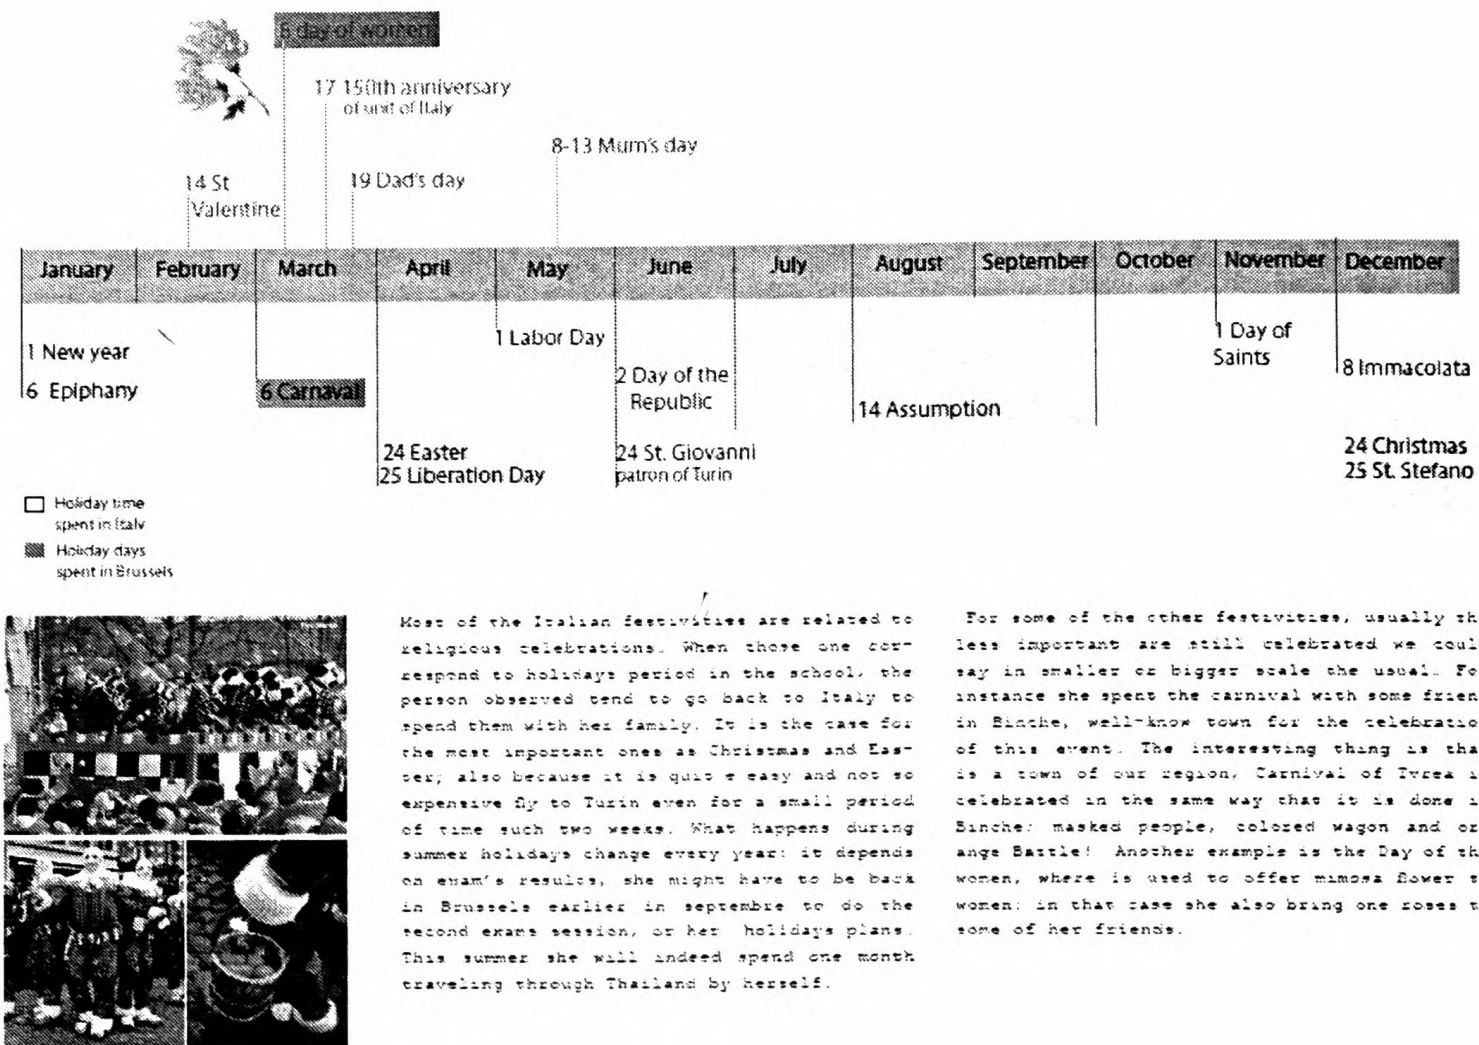 6 day of women
17 150th anniversary
of unit of Italy
8-13 Mum's day
14 St
Valentine
19 Dad's day
January February March April May June July August September October November December
1 New year
6 Epiphany
6 Carnaval
24 Easter
25 Liberation Day
1 Labor Day
2 Day of the
Republic
24 St. Giovanni
patron of Turin
14 Assumption
1 Day of
Saints
8 Immacolata
24 Christmas
25 St. Stefano
Holiday time
spent in Italy
Holiday days
spent in Brussels
Most of the Italian festivities are related to
religious celebrations. When those one cor-
respond to holidays period in the school, the
person observed tend to go back to Italy to
spend them with her family. It is the case for
the most important ones as Christmas and Eas-
ter; also because it is quit e easy and not so
expensive fly to Turin even for a small period
of time such two weeks. What happens during
summer holidays change every year: it depends
on exam's results, she might have to be back
in Brussels earlier in septembre to do the
second exams session, or her holidays plans.
This summer she will indeed spend one month
traveling through Thailand by herself.
For some of the other festivities, usually th
less important are still celebrated we coul
say in smaller or bigger scale the usual. Fo
instance she spent the carnival with some frien
in Binche, well-know town for the celebratio
of this event. The interesting thing is tha
is a town of our region, Carnival of Ivrea i
celebrated in the same way that it is done i
Binche: masked people, colored wagon and or
ange Battle! Another example is the Day of th
women, where is used to offer mimosa flower t
women: in that case she also bring one roses t
some of her friends.